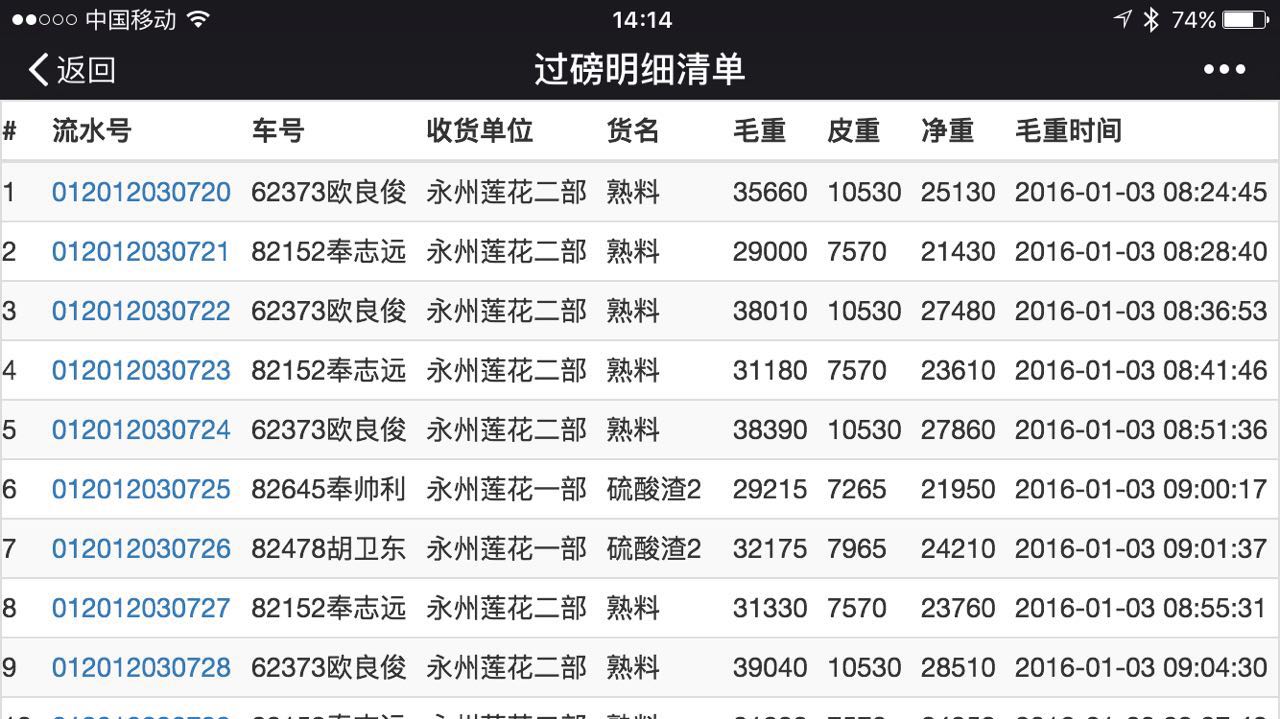 中国移动 14:14 74%
返回 过磅明细清单
# 流水号 车号 收货单位 货名 毛重 皮重 净重 毛重时间
1 012012030720 62373欧良俊 永州莲花二部 熟料 35660 10530 25130 2016-01-03 08:24:45
2 012012030721 82152奉志远 永州莲花二部 熟料 29000 7570 21430 2016-01-03 08:28:40
3 012012030722 62373欧良俊 永州莲花二部 熟料 38010 10530 27480 2016-01-03 08:36:53
4 012012030723 82152奉志远 永州莲花二部 熟料 31180 7570 23610 2016-01-03 08:41:46
5 012012030724 62373欧良俊 永州莲花二部 熟料 38390 10530 27860 2016-01-03 08:51:36
6 012012030725 82645奉帅利 永州莲花一部 硫酸渣2 29215 7265 21950 2016-01-03 09:00:17
7 012012030726 82478胡卫东 永州莲花一部 硫酸渣2 32175 7965 24210 2016-01-03 09:01:37
8 012012030727 82152奉志远 永州莲花二部 熟料 31330 7570 23760 2016-01-03 08:55:31
9 012012030728 62373欧良俊 永州莲花二部 熟料 39040 10530 28510 2016-01-03 09:04:30